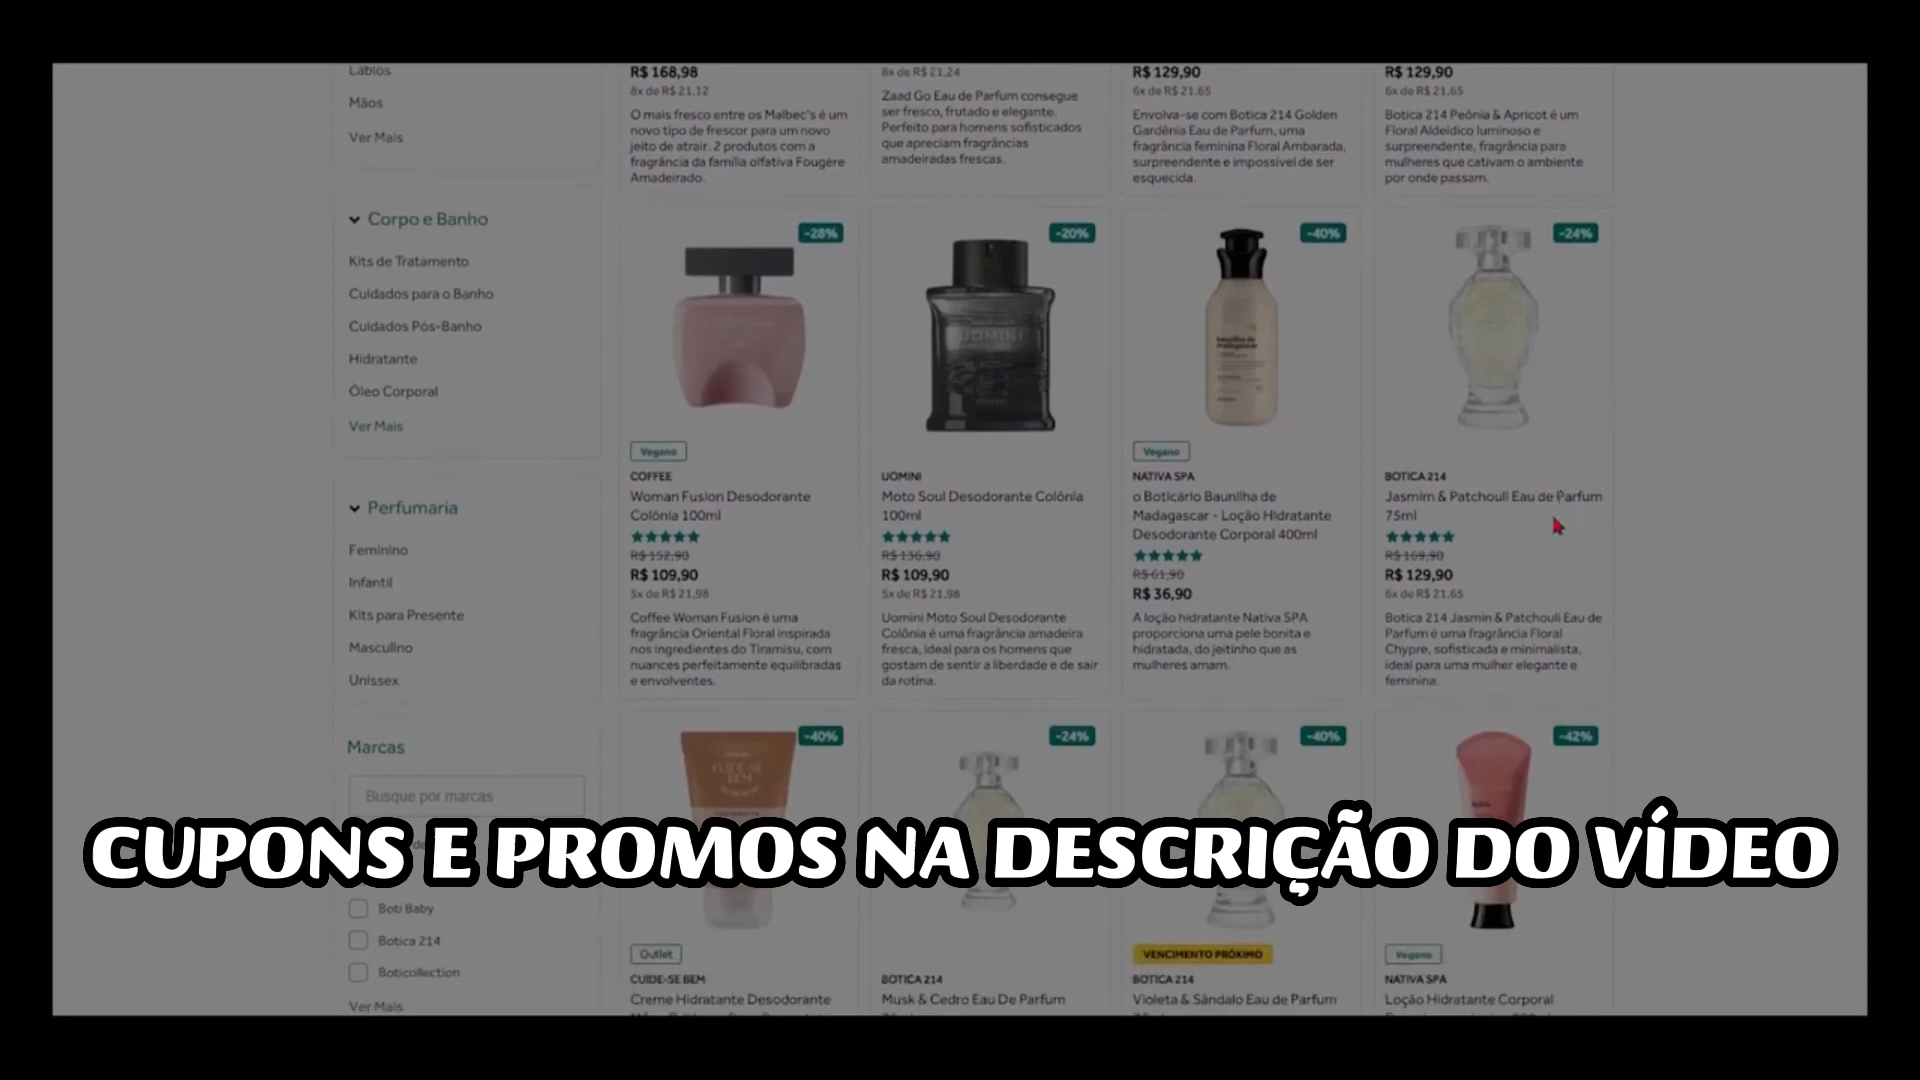 Lábios
Mãos
Ver Mais
Corpo e Banho
Kits de Tratamento
Cuidados para o Banho
Cuidados Pós-Banho
Hidratante
Óleo Corporal
Ver Mais
Perfumaria
Feminino
Infantil
Kits para Presente
Masculino
Unissex
Marcas
Busque por marcas
Boti Baby
Botica 214
Boticollection
Ver Mais
R$ 168,98
8x de R$ 21,12
O mais fresco entre os Malbec's é um
novo tipo de frescor para um novo
jeito de atrair. 2 produtos com a
fragrância da família olfativa Fougère
Amadeirado.
8x de R$ 21,24
Zaad Go Eau de Parfum consegue
ser fresco, frutado e elegante.
Perfeito para homens sofisticados
que apreciam fragrâncias
amadeiradas frescas.
R$ 129,90
6x de R$ 21,65
Envolva-se com Botica 214 Golden
Gardênia Eau de Parfum, uma
fragrância feminina Floral Ambarada,
surpreendente e impossível de ser
esquecida.
R$ 129,90
6x de R$ 21,65
Botica 214 Peônia & Apricot é um
Floral Aldeídico luminoso e
surpreendente, fragrância para
mulheres que cativam o ambiente
por onde passam.
-28%
Vegano
COFFEE
Woman Fusion Desodorante
Colônia 100ml
R$ 152,90
R$ 109,90
5x de R$ 21,98
Coffee Woman Fusion é uma
fragrância Oriental Floral inspirada
nos ingredientes do Tiramisu, com
nuances perfeitamente equilibradas
e envolventes.
-20%
UOMINI
UOMINI
Moto Soul Desodorante Colônia
100ml
R$ 136,90
R$ 109,90
5x de R$ 21,98
Uomini Moto Soul Desodorante
Colônia é uma fragrância amadeira
fresca, ideal para os homens que
gostam de sentir a liberdade e de sair
da rotina.
-40%
baunilha de
madagascar
Vegano
NATIVA SPA
o Boticário Baunilha de
Madagascar - Loção Hidratante
Desodorante Corporal 400ml
R$ 61,90
R$ 36,90
A loção hidratante Nativa SPA
proporciona uma pele bonita e
hidratada, do jeitinho que as
mulheres amam.
-24%
BOTICA 214
Jasmim & Patchouli Eau de Parfum
75ml
R$ 169,90
R$ 129,90
6x de R$ 21,65
Botica 214 Jasmin & Patchouli Eau de
Parfum é uma fragrância Floral
Chypre, sofisticada e minimalista,
ideal para uma mulher elegante e
feminina.
-40%
CUIDE-SE
BEM
Outlet
CUIDE-SE BEM
Creme Hidratante Desodorante
-24%
BOTICA 214
Musk & Cedro Eau De Parfum
-40%
VENCIMENTO PRÓXIMO
BOTICA 214
Violeta & Sândalo Eau de Parfum
-42%
Vegano
NATIVA SPA
Loção Hidratante Corporal
CUPONS E PROMOS NA DESCRIÇÃO DO VÍDEO